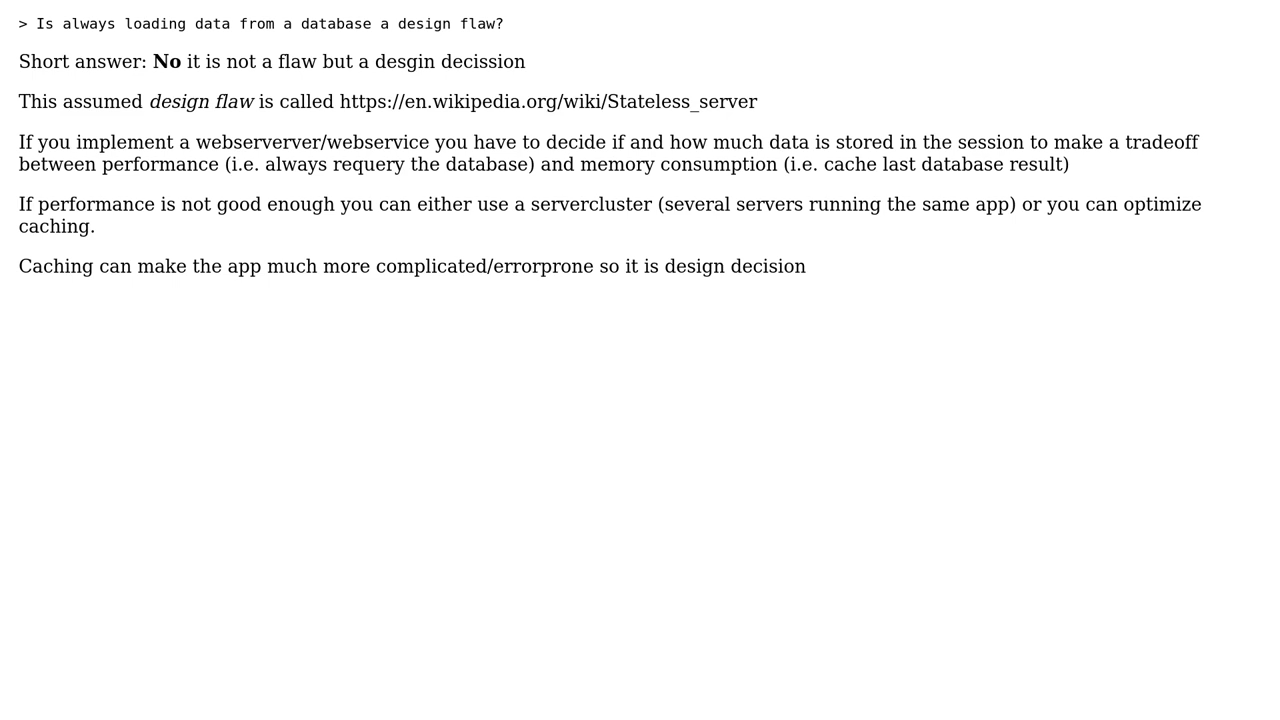 > Is always loading data from a database a design flaw?
Short answer: No it is not a flaw but a desgin decission
This assumed design flaw is called https://en.wikipedia.org/wiki/Stateless_server
If you implement a webserverver/webservice you have to decide if and how much data is stored in the session to make a tradeoff
between performance (i.e. always requery the database) and memory consumption (i.e. cache last database result)
If performance is not good enough you can either use a servercluster (several servers running the same app) or you can optimize
caching.
Caching can make the app much more complicated/errorprone so it is design decision